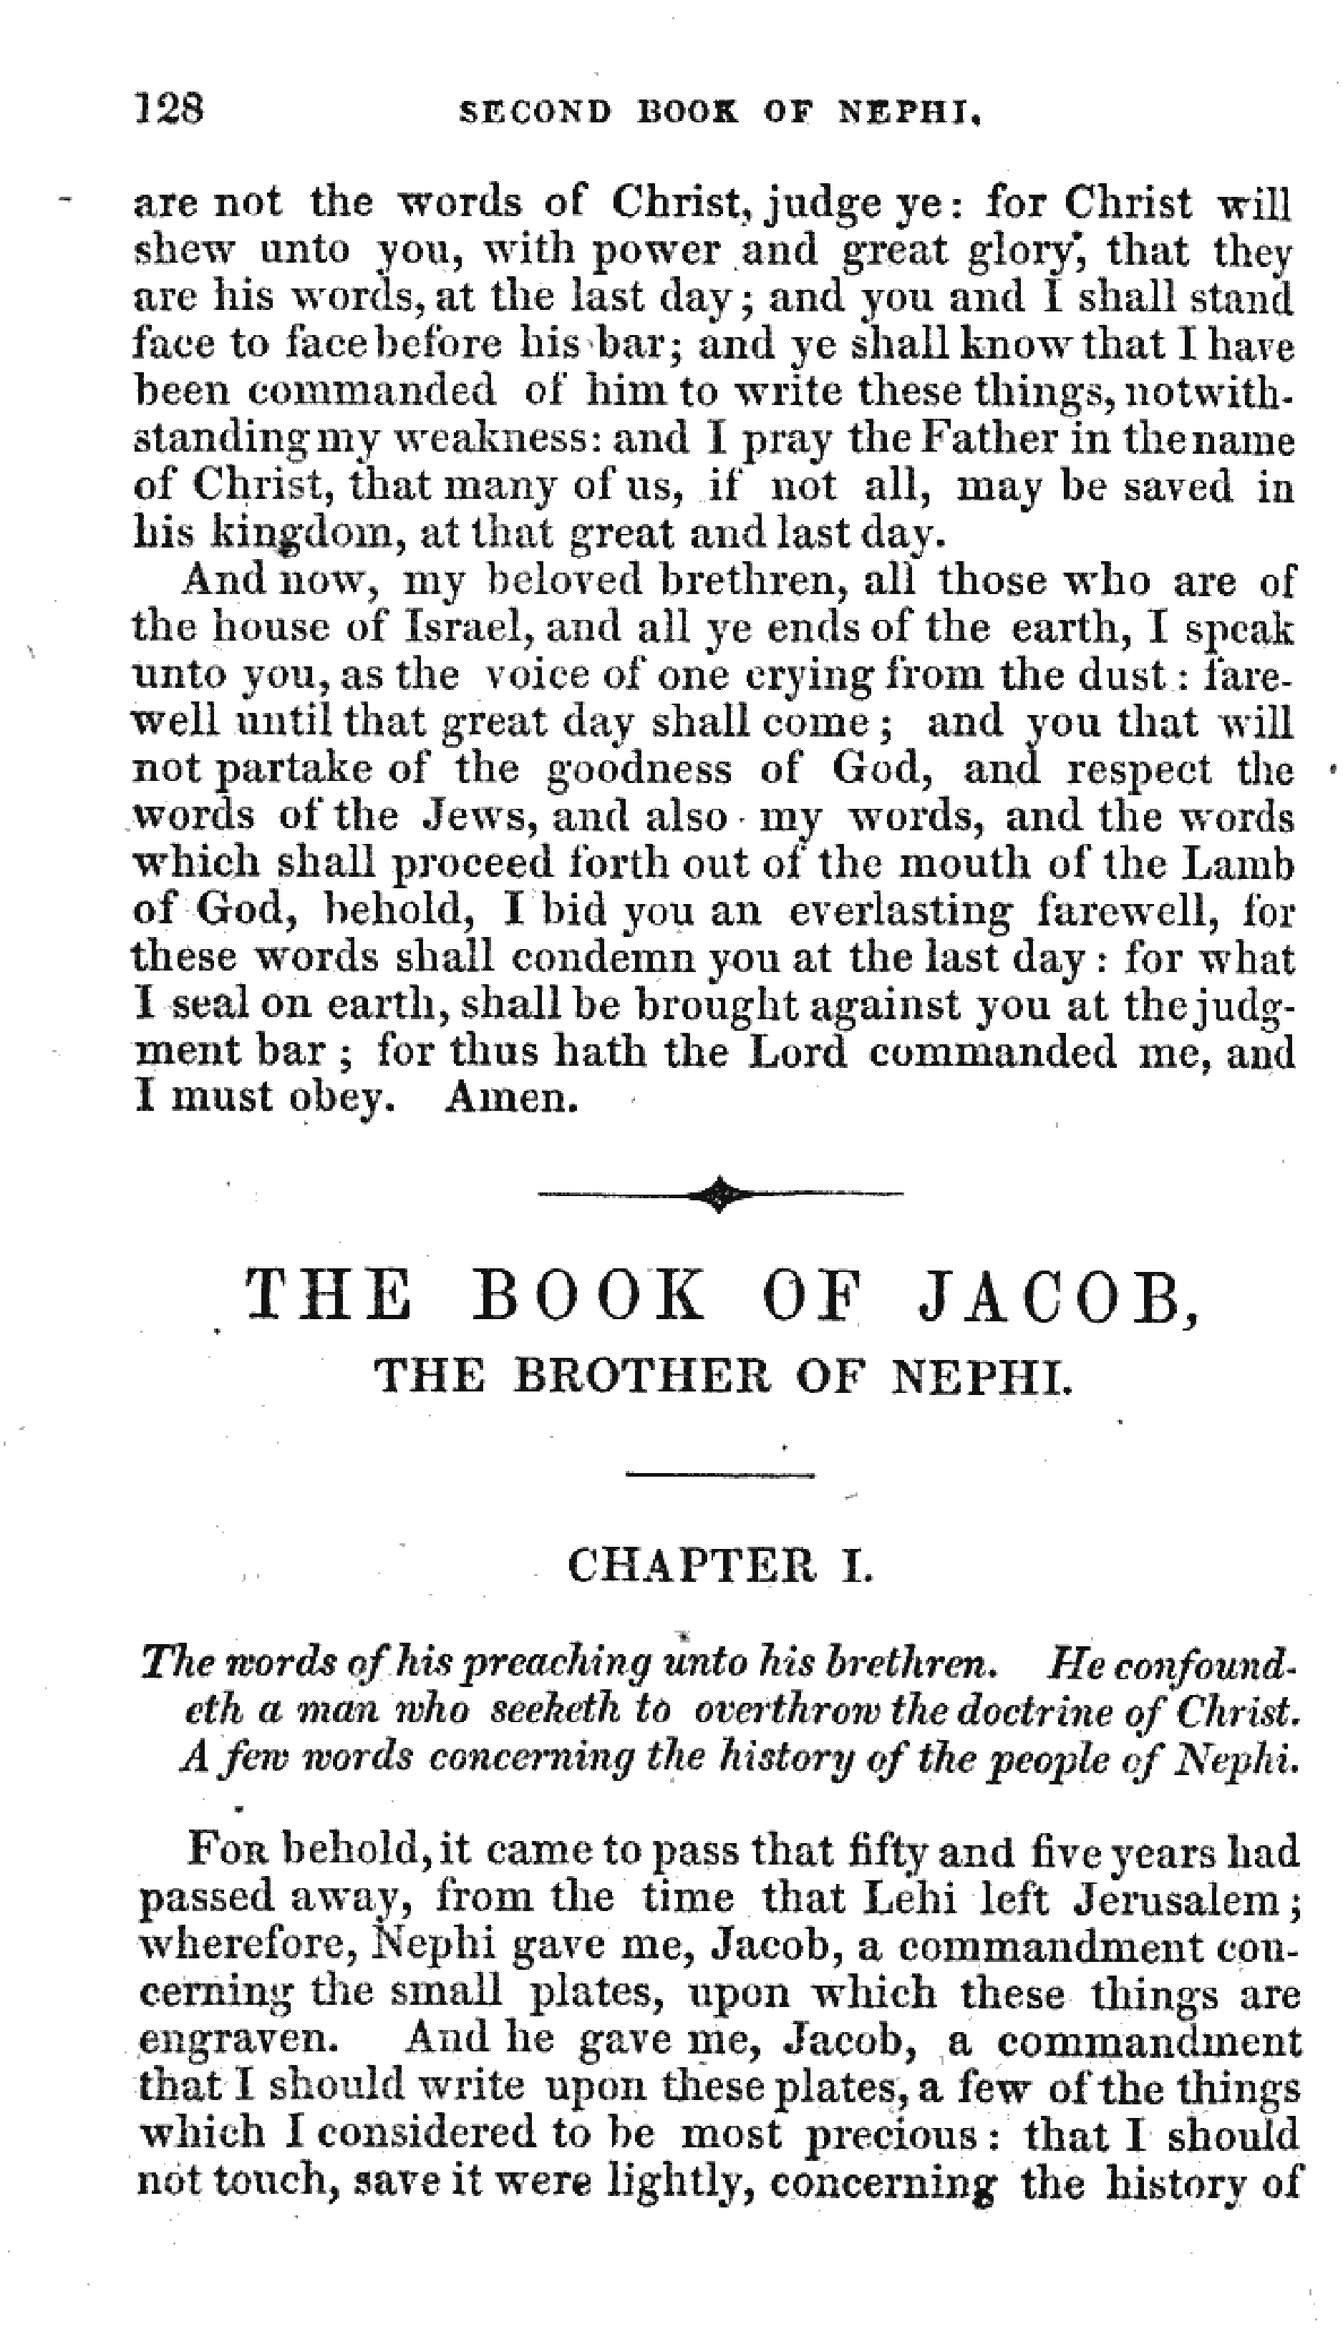 128 SECOND BOOK OF NEPHI.
are not the words of Christ, judge ye: for Christ will
shew unto you, with power and great glory, that they
are his words, at the last day; and you and I shall stand
face to face before his bar; and ye shall know that I have
been commanded of him to write these things, notwith-
standing my weakness: and I pray the Father in the name
of Christ, that many of us, if not all, may be saved in
his kingdom, at that great and last day.
And now, my beloved brethren, all those who are of
the house of Israel, and all ye ends of the earth, I speak
unto you, as the voice of one crying from the dust: fare-
well until that great day shall come; and you that will
not partake of the goodness of God, and respect the
words of the Jews, and also my words, and the words
which shall proceed forth out of the mouth of the Lamb
of God, behold, I bid you an everlasting farewell, for
these words shall condemn you at the last day: for what
I seal on earth, shall be brought against you at the judg-
ment bar; for thus hath the Lord commanded me, and
I must obey. Amen.
THE BOOK OF JACOB,
THE BROTHER OF NEPHI.
CHAPTER I.
The words of his preaching unto his brethren. He confound-
eth a man who seeketh to overthrow the doctrine of Christ.
A few words concerning the history of the people of Nephi.
FOR behold, it came to pass that fifty and five years had
passed away, from the time that Lehi left Jerusalem;
wherefore, Nephi gave me, Jacob, a commandment con-
cerning the small plates, upon which these things are
engraven. And he gave me, Jacob, a commandment
that I should write upon these plates, a few of the things
which I considered to be most precious: that I should
not touch, save it were lightly, concerning the history of